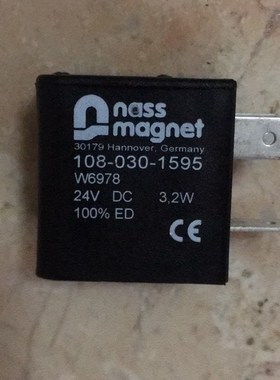 nass
magnet
30179 Hannover, Germany
108-030-1595
W6978
24V DC 3,2W
100% ED
CE